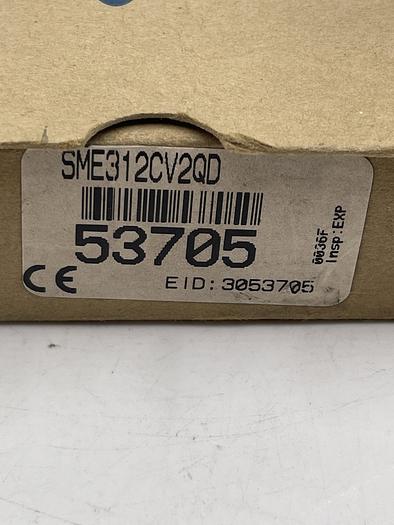 SME312CV2QD
53705
CE
EID: 3053705
0036F
Insp:EXP